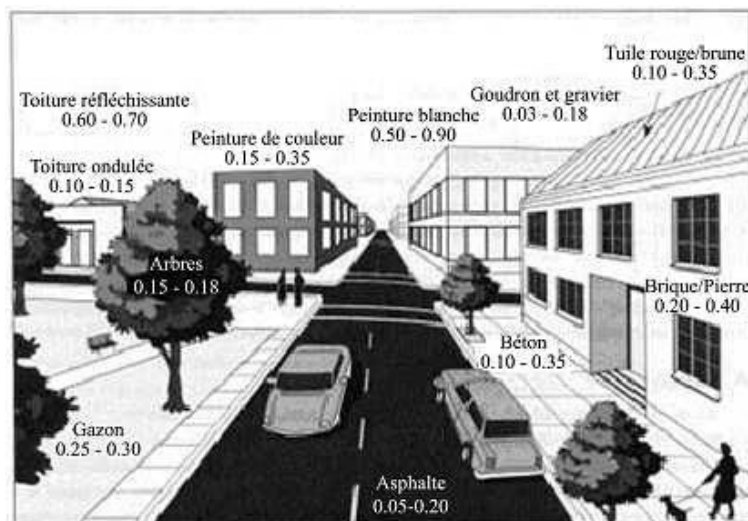 Tuile rouge/brune
0.10 - 0.35
Toiture réfléchissante
0.60 - 0.70
Peinture blanche
0.50 - 0.90
Goudron et gravier
0.03 - 0.18
Peinture de couleur
0.15 - 0.35
Toiture ondulée
0.10 - 0.15
Arbres
0.15 - 0.18
Brique/Pierre
0.20 - 0.40
Béton
0.10 - 0.35
Gazon
0.25 - 0.30
Asphalte
0.05-0.20